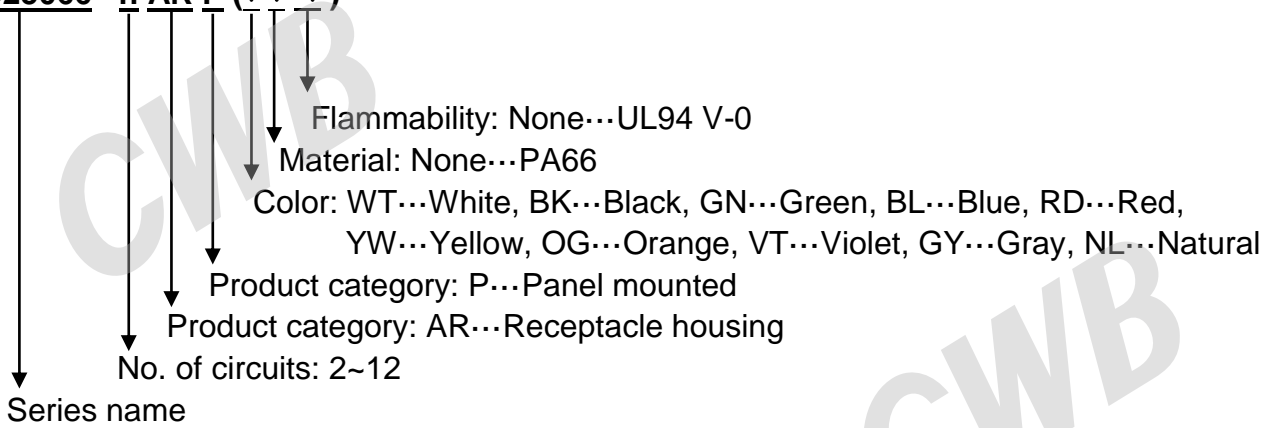 Flammability: None···UL94 V-0
Material: None···PA66
Color: WT···White, BK···Black, GN···Green, BL···Blue, RD···Red,
YW···Yellow, OG···Orange, VT···Violet, GY···Gray, NL···Natural
Product category: P···Panel mounted
Product category: AR···Receptacle housing
No. of circuits: 2~12
Series name
CWB
CWB